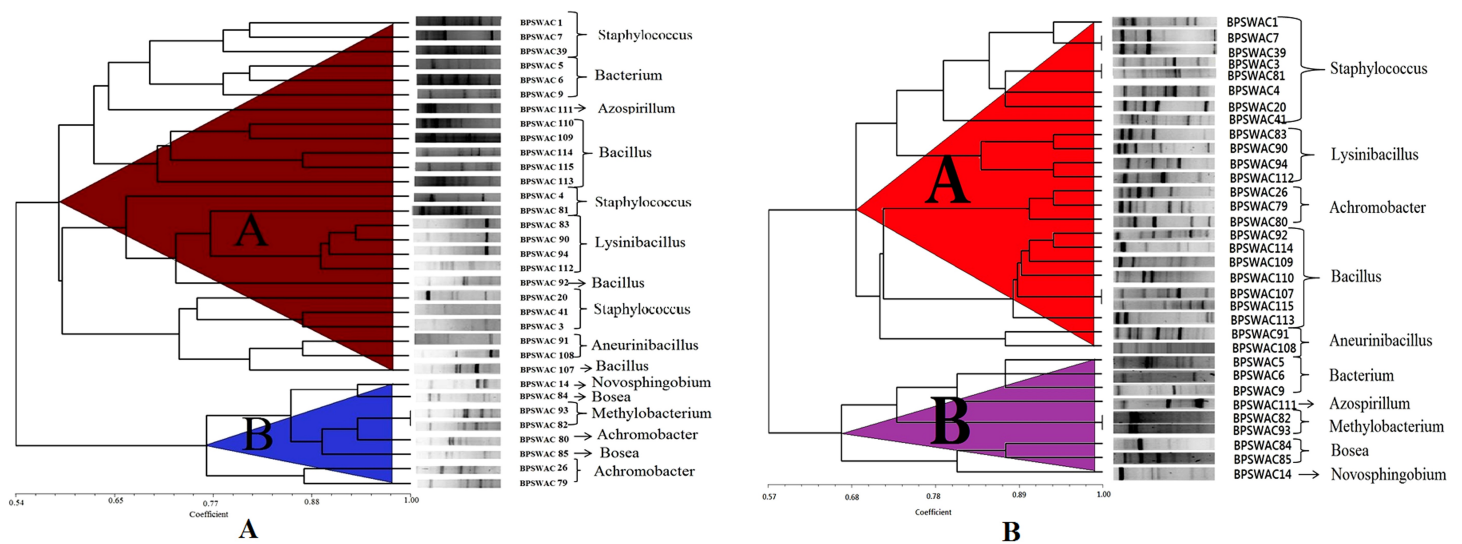 BPSWAC 1
BPSWAC 7
BPSWAC 39
Staphylococcus
BPSWAC 5
BPSWAC 6
BPSWAC 9
Bacterium
BPSWAC 111
Azospirillum
BPSWAC 110
BPSWAC 109
BPSWAC 114
BPSWAC 115
BPSWAC 113
Bacillus
BPSWAC 4
BPSWAC 81
Staphylococcus
BPSWAC 83
BPSWAC 90
BPSWAC 94
BPSWAC 112
Lysinibacillus
BPSWAC 92
Bacillus
BPSWAC 20
BPSWAC 41
BPSWAC 3
Staphylococcus
BPSWAC 91
BPSWAC 108
Aneurinibacillus
BPSWAC 107
Bacillus
BPSWAC 14
Novosphingobium
BPSWAC 84
Bosea
BPSWAC 93
BPSWAC 82
Methylobacterium
BPSWAC 80
Achromobacter
BPSWAC 85
Bosea
BPSWAC 26
BPSWAC 79
Achromobacter
A
B
0.54 0.65 0.77 0.88 1.00
Coefficient
A
BPSWAC1
BPSWAC7
BPSWAC39
BPSWAC3
BPSWAC81
BPSWAC4
BPSWAC20
BPSWAC41
Staphylococcus
BPSWAC83
BPSWAC90
BPSWAC94
BPSWAC112
Lysinibacillus
BPSWAC26
BPSWAC79
BPSWAC80
Achromobacter
BPSWAC92
BPSWAC114
BPSWAC109
BPSWAC110
BPSWAC107
BPSWAC115
BPSWAC113
Bacillus
BPSWAC91
BPSWAC108
Aneurinibacillus
BPSWAC5
BPSWAC6
BPSWAC9
Bacterium
BPSWAC111
Azospirillum
BPSWAC82
BPSWAC93
Methylobacterium
BPSWAC84
BPSWAC85
Bosea
BPSWAC14
Novosphingobium
A
B
0.57 0.68 0.78 0.89 1.00
Coefficient
B